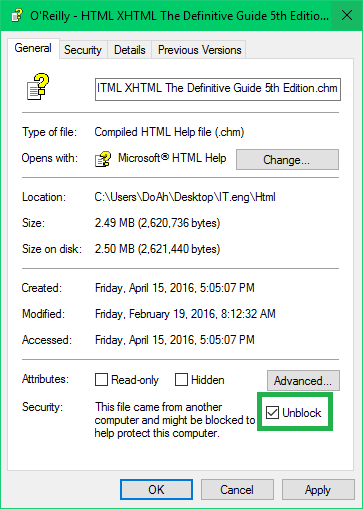 O'Reilly - HTML XHTML The Definitive Guide 5th Edition...
General Security Details Previous Versions
ITML XHTML The Definitive Guide 5th Edition.chm
Type of file: Compiled HTML Help file (.chm)
Opens with: Microsoft® HTML Help Change...
Location: C:\Users\DoAh\Desktop\IT.eng\Html
Size: 2.49 MB (2,620,736 bytes)
Size on disk: 2.50 MB (2,621,440 bytes)
Created: Friday, April 15, 2016, 5:05:07 PM
Modified: Friday, February 19, 2016, 8:12:32 AM
Accessed: Friday, April 15, 2016, 5:05:07 PM
Attributes: Read-only Hidden Advanced...
Security: This file came from another
computer and might be blocked to
help protect this computer.
Unblock
OK Cancel Apply